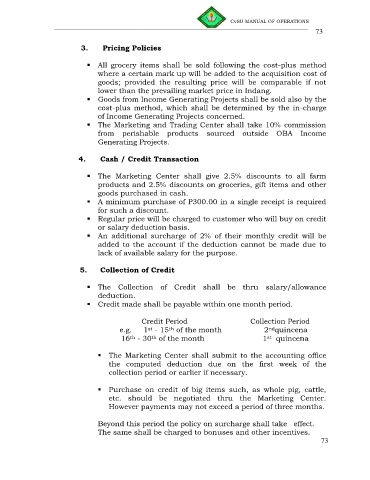 CvSU MANUAL OF OPERATIONS
73
3. Pricing Policies
▪ All grocery items shall be sold following the cost-plus method
where a certain mark up will be added to the acquisition cost of
goods; provided the resulting price will be comparable if not
lower than the prevailing market price in Indang.
▪ Goods from Income Generating Projects shall be sold also by the
cost-plus method, which shall be determined by the in-charge
of Income Generating Projects concerned.
▪ The Marketing and Trading Center shall take 10% commission
from perishable products sourced outside OBA Income
Generating Projects.
4. Cash / Credit Transaction
▪ The Marketing Center shall give 2.5% discounts to all farm
products and 2.5% discounts on groceries, gift items and other
goods purchased in cash.
▪ A minimum purchase of P300.00 in a single receipt is required
for such a discount.
▪ Regular price will be charged to customer who will buy on credit
or salary deduction basis.
▪ An additional surcharge of 2% of their monthly credit will be
added to the account if the deduction cannot be made due to
lack of available salary for the purpose.
5. Collection of Credit
▪ The Collection of Credit shall be thru salary/allowance
deduction.
▪ Credit made shall be payable within one month period.
Credit Period Collection Period
e.g. 1st - 15th of the month 2ndquincena
16th - 30th of the month 1st quincena
▪ The Marketing Center shall submit to the accounting office
the computed deduction due on the first week of the
collection period or earlier if necessary.
▪ Purchase on credit of big items such, as whole pig, cattle,
etc. should be negotiated thru the Marketing Center.
However payments may not exceed a period of three months.
Beyond this period the policy on surcharge shall take effect.
The same shall be charged to bonuses and other incentives.
73